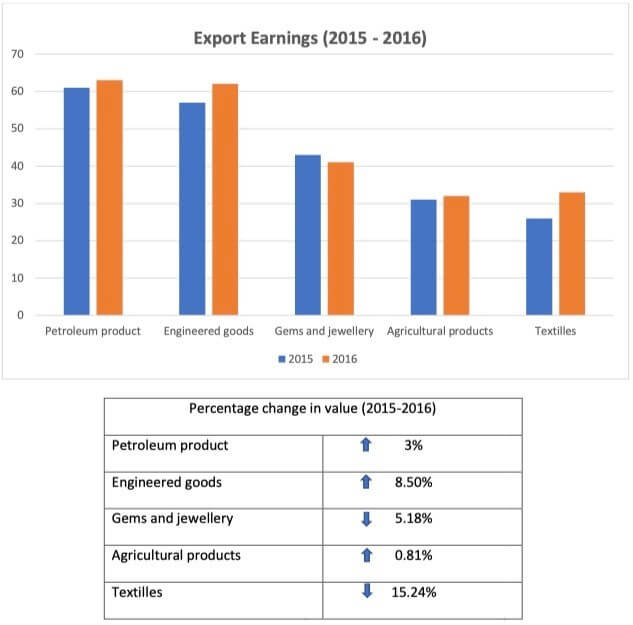 Export Earnings (2015 - 2016)
70
60
50
40
30
20
10
0
Petroleum product Engineered goods Gems and jewellery Agricultural products Textilles
2015 2016
Percentage change in value (2015-2016)
Petroleum product 3%
Engineered goods 8.50%
Gems and jewellery 5.18%
Agricultural products 0.81%
Textilles 15.24%